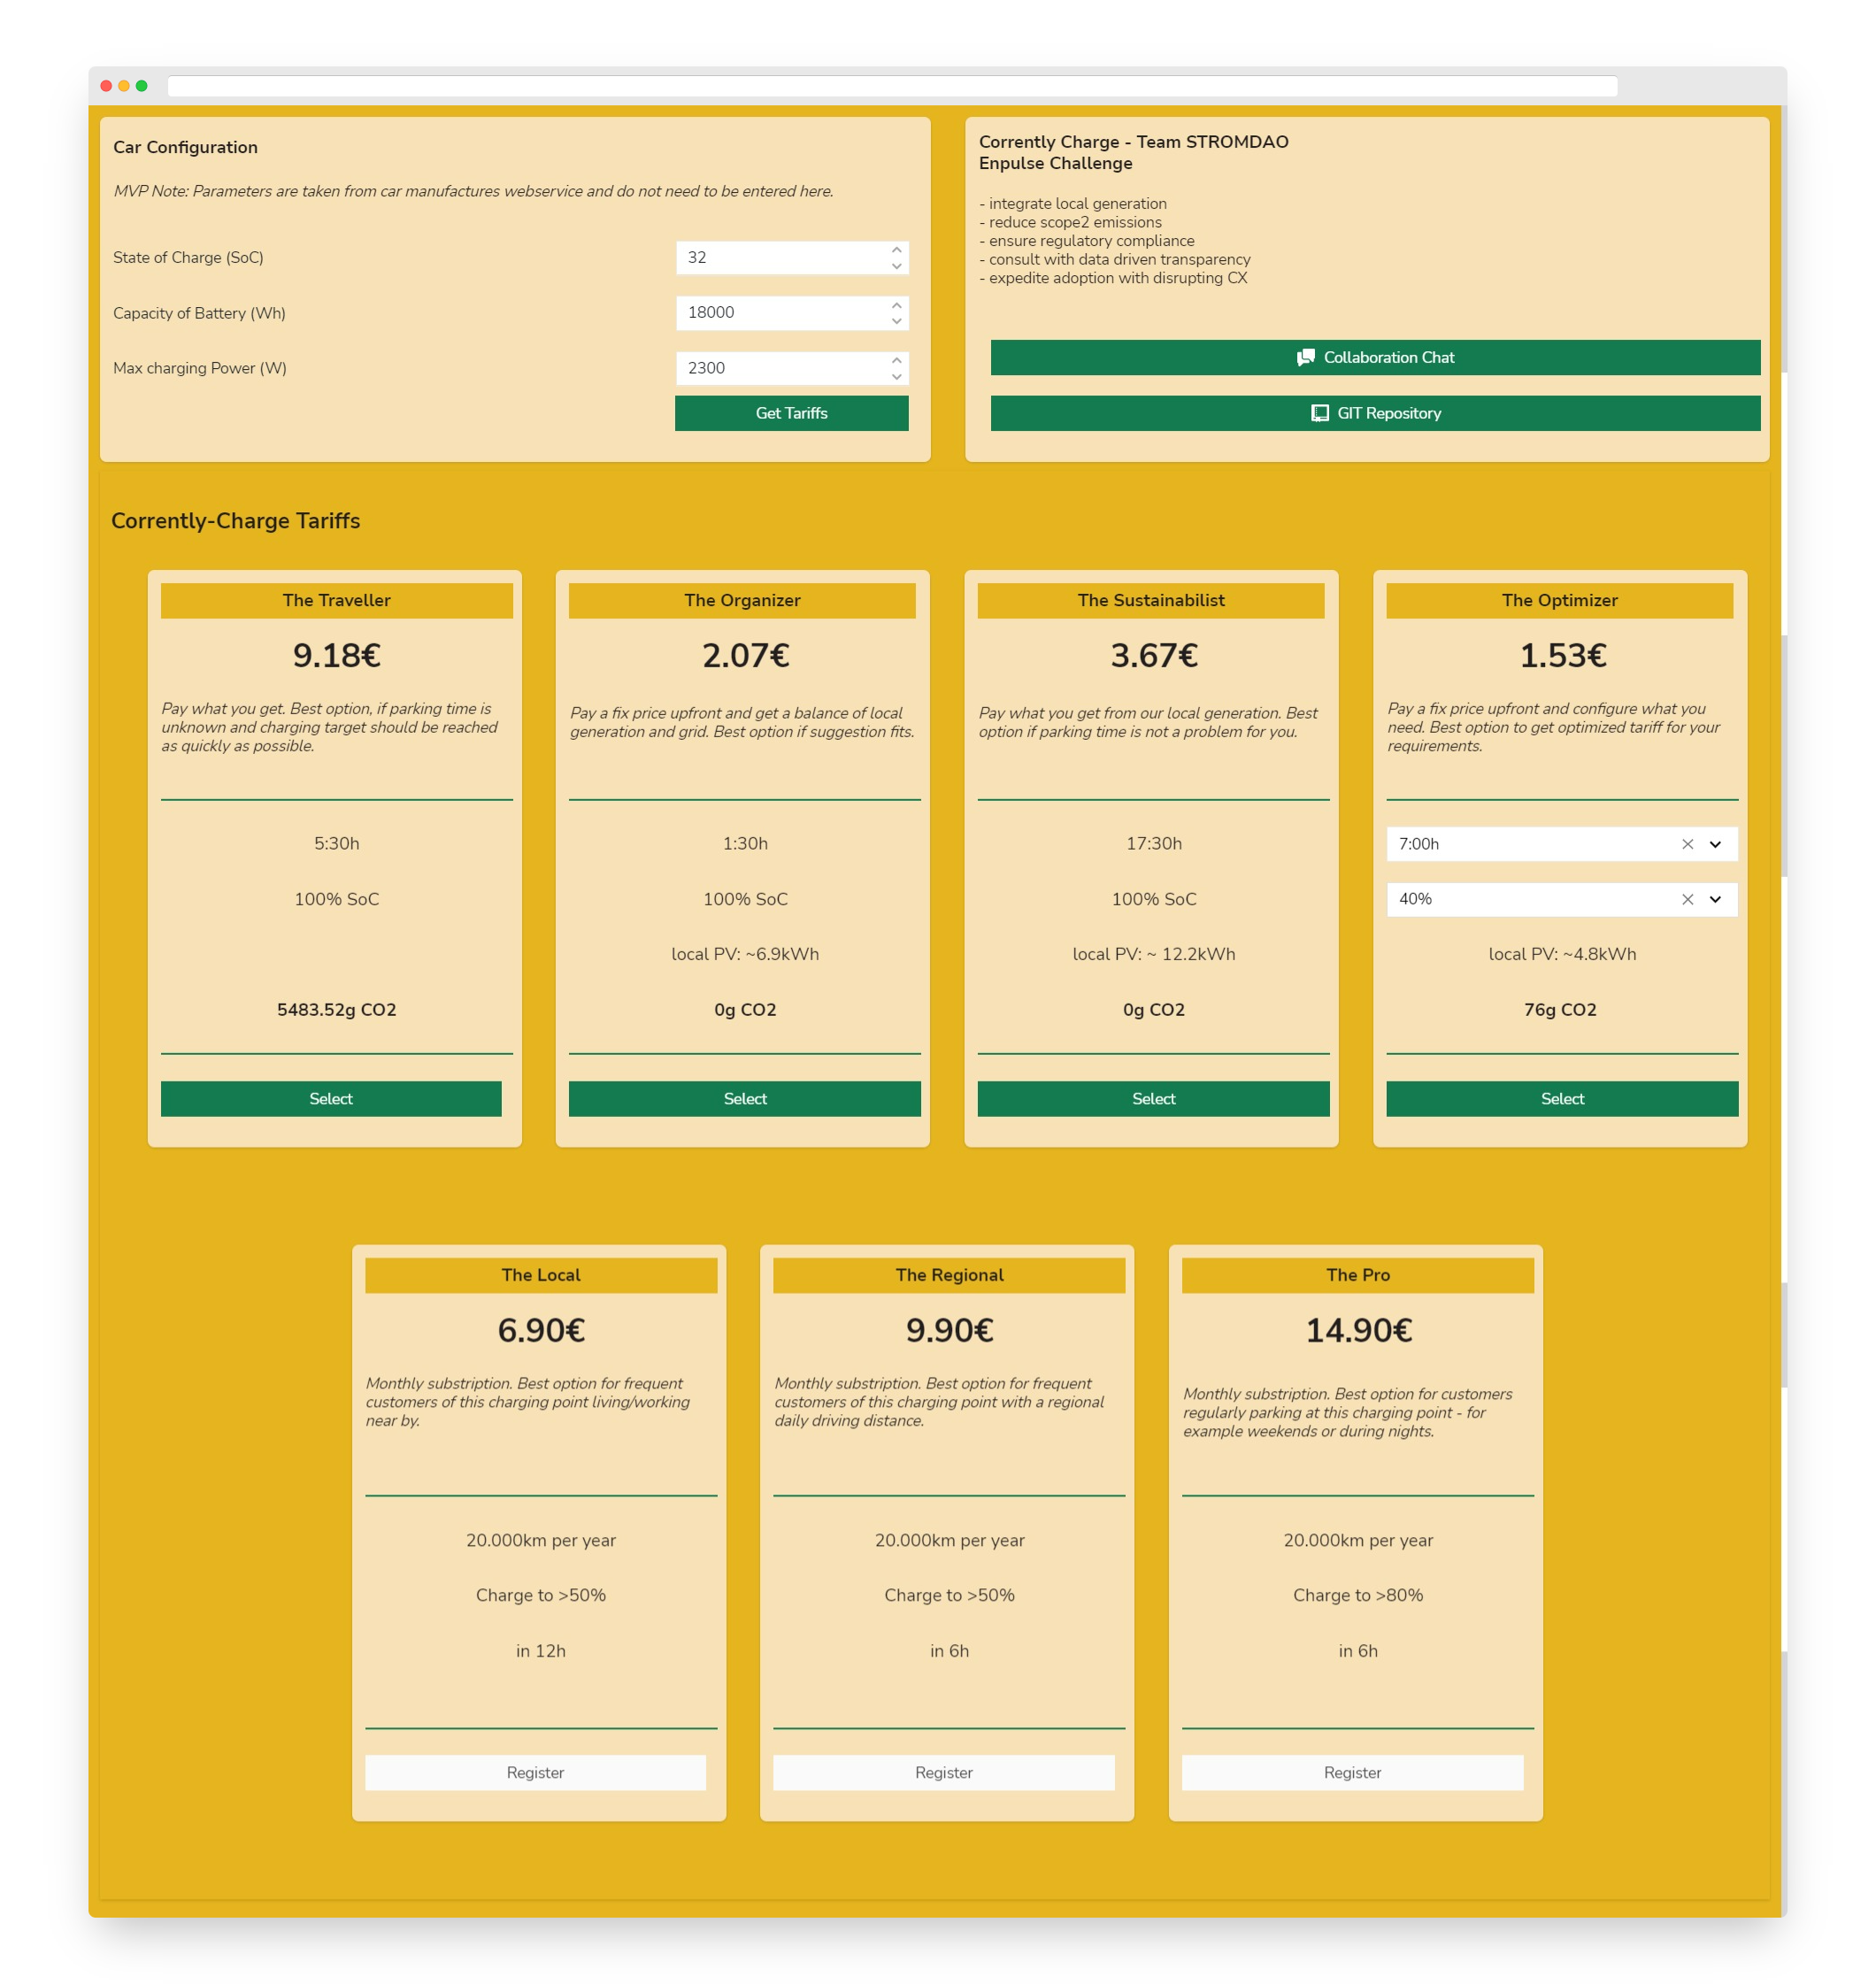 Car Configuration
MVP Note: Parameters are taken from car manufactures webservice and do not need to be entered here.
State of Charge (SoC)
32
Capacity of Battery (Wh)
18000
Max charging Power (W)
2300
Get Tariffs
Corrently Charge - Team STROMDAO
Enpulse Challenge
- integrate local generation
- reduce scope2 emissions
- ensure regulatory compliance
- consult with data driven transparency
- expedite adoption with disrupting CX
Collaboration Chat
GIT Repository
Corrently-Charge Tariffs
The Traveller
9.18€
Pay what you get. Best option, if parking time is
unknown and charging target should be reached
as quickly as possible.
5:30h
100% SoC
5483.52g CO2
Select
The Organizer
2.07€
Pay a fix price upfront and get a balance of local
generation and grid. Best option if suggestion fits.
1:30h
100% SoC
local PV: ~6.9kWh
0g CO2
Select
The Sustainabilist
3.67€
Pay what you get from our local generation. Best
option if parking time is not a problem for you.
17:30h
100% SoC
local PV: ~ 12.2kWh
0g CO2
Select
The Optimizer
1.53€
Pay a fix price upfront and configure what you
need. Best option to get optimized tariff for your
requirements.
7:00h
40%
local PV: ~4.8kWh
76g CO2
Select
The Local
6.90€
Monthly substription. Best option for frequent
customers of this charging point living/working
near by.
20.000km per year
Charge to >50%
in 12h
Register
The Regional
9.90€
Monthly substription. Best option for frequent
customers of this charging point with a regional
daily driving distance.
20.000km per year
Charge to >50%
in 6h
Register
The Pro
14.90€
Monthly substription. Best option for customers
regularly parking at this charging point - for
example weekends or during nights.
20.000km per year
Charge to >80%
in 6h
Register